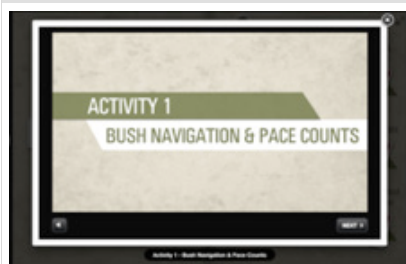 ACTIVITY 1
BUSH NAVIGATION & PACE COUNTS
NEXT
Activity 1 - Bush Navigation & Pace Counts